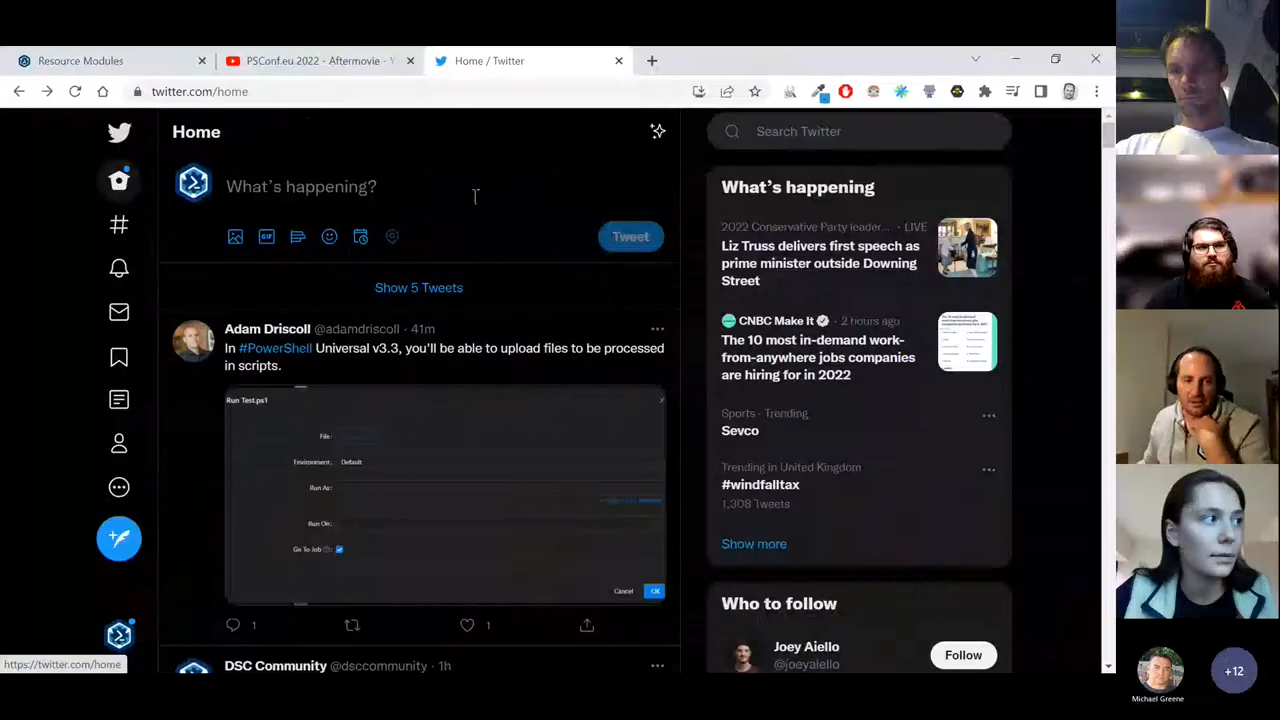 Resource Modules
PSConf.eu 2022 - Aftermovie - Y
Home / Twitter
twitter.com/home
Home
What's happening?
GIF
Tweet
Show 5 Tweets
Adam Driscoll @adamdriscoll · 41m
In #PowerShell Universal v3.3, you'll be able to upload files to be processed
in scripts.
Run Test.ps1
File:
Environment: Default
Run As:
Run On:
Go To Job
Cancel
OK
1
1
DSC Community @dsccommunity · 1h
Search Twitter
What's happening
2022 Conservative Party leader... · LIVE
Liz Truss delivers first speech as
prime minister outside Downing
Street
CNBC Make It · 2 hours ago
The 10 most in-demand work-
from-anywhere jobs companies
are hiring for in 2022
Sports · Trending
Sevco
Trending in United Kingdom
#windfalltax
1,308 Tweets
Show more
Who to follow
Joey Aiello
@joeyaiello
Follow
https://twitter.com/home
Michael Greene
+12